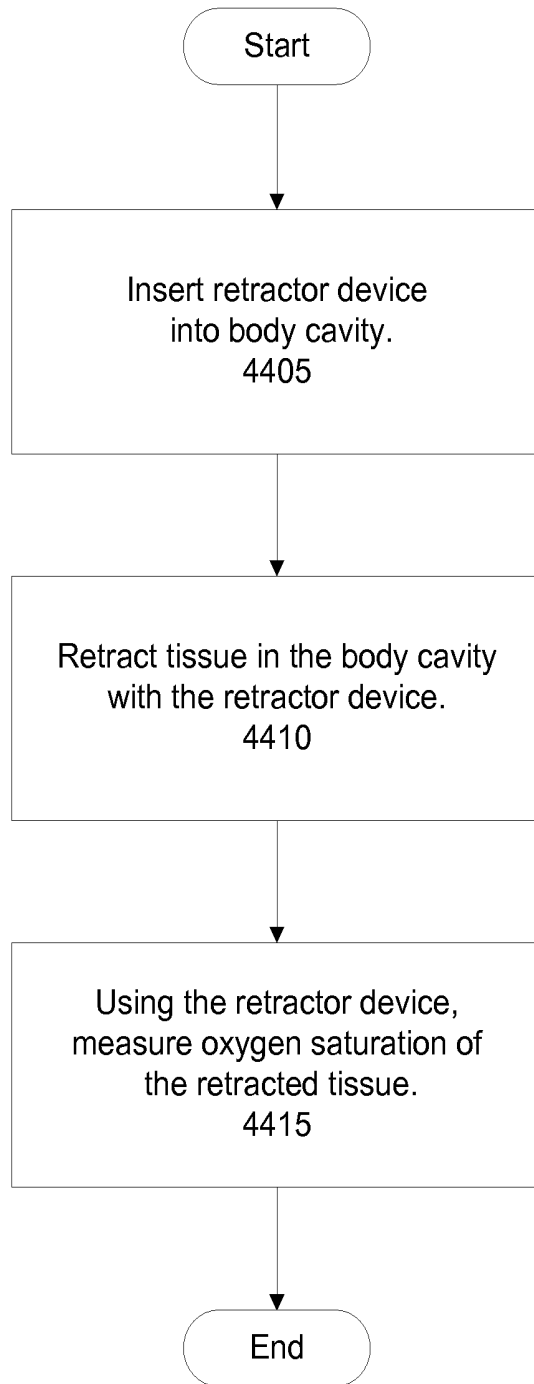 Start
Insert retractor device
into body cavity.
4405
Retract tissue in the body cavity
with the retractor device.
4410
Using the retractor device,
measure oxygen saturation of
the retracted tissue.
4415
End